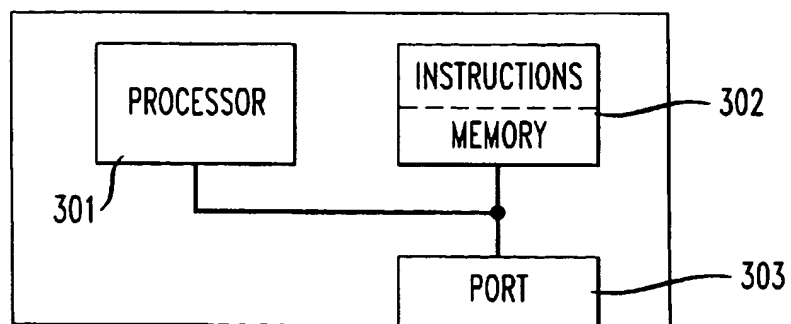 PROCESSOR
INSTRUCTIONS
MEMORY
302
301
PORT
303